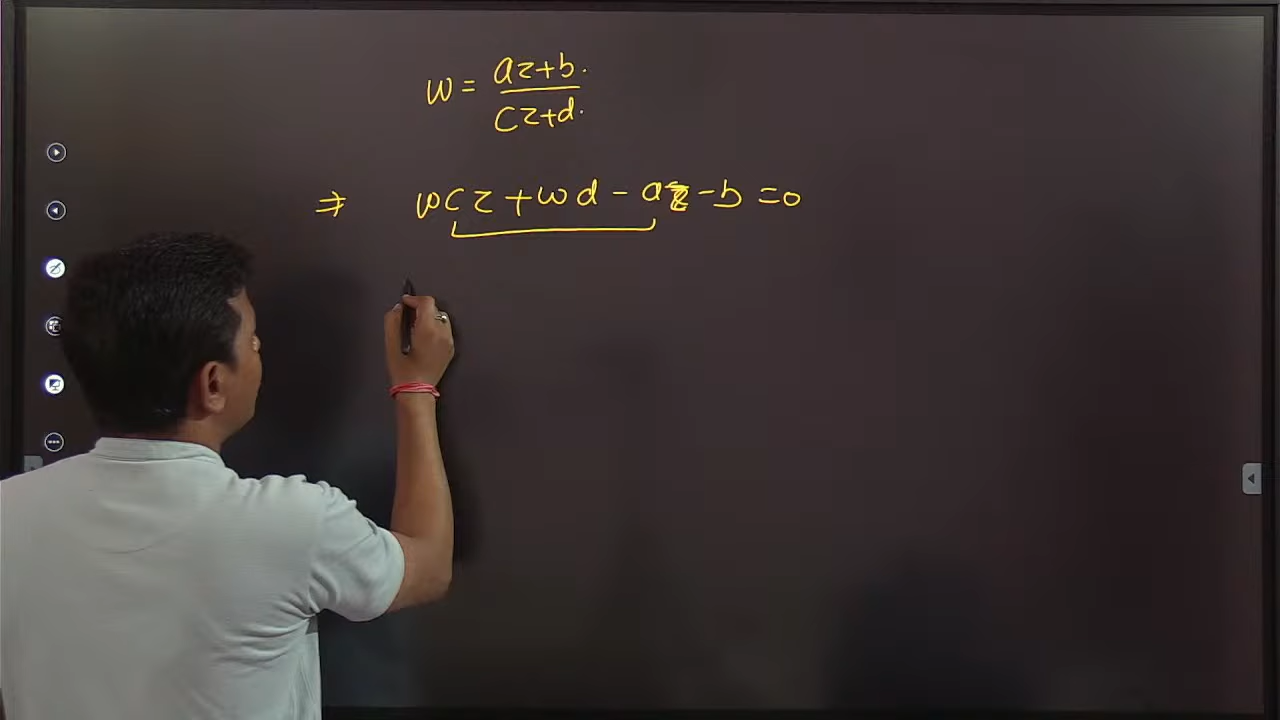 w = az+b.
cz+d.
⇒ wcz + wd - az - b = 0